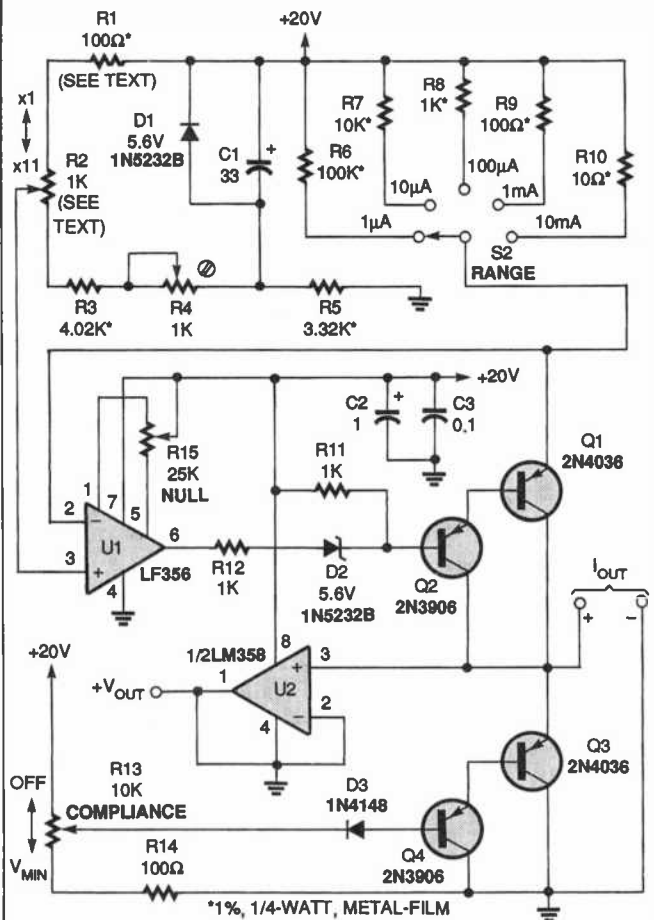 R1
100Ω*
(SEE TEXT)
+20V
x1
x11
R2
1K
(SEE
TEXT)
D1
5.6V
1N5232B
C1
33
+
R7
10K*
R6
100K*
R8
1K*
R9
100Ω*
R10
10Ω*
1µA
10µA
100µA
1mA
10mA
S2
RANGE
R3
4.02K*
R4
1K
R5
3.32K*
+20V
C2
1
+
C3
0.1
R15
25K
NULL
R11
1K
Q1
2N4036
1
7
5
2
−
3
+
U1
6
4
LF356
R12
1K
D2
5.6V
1N5232B
Q2
2N3906
IOUT
+
−
1/2LM358
8
3
+
U2
1
2
−
4
+VOUT
+20V
Q3
2N4036
OFF
VMIN
R13
10K
COMPLIANCE
D3
1N4148
R14
100Ω
Q4
2N3906
*1%, 1/4-WATT, METAL-FILM